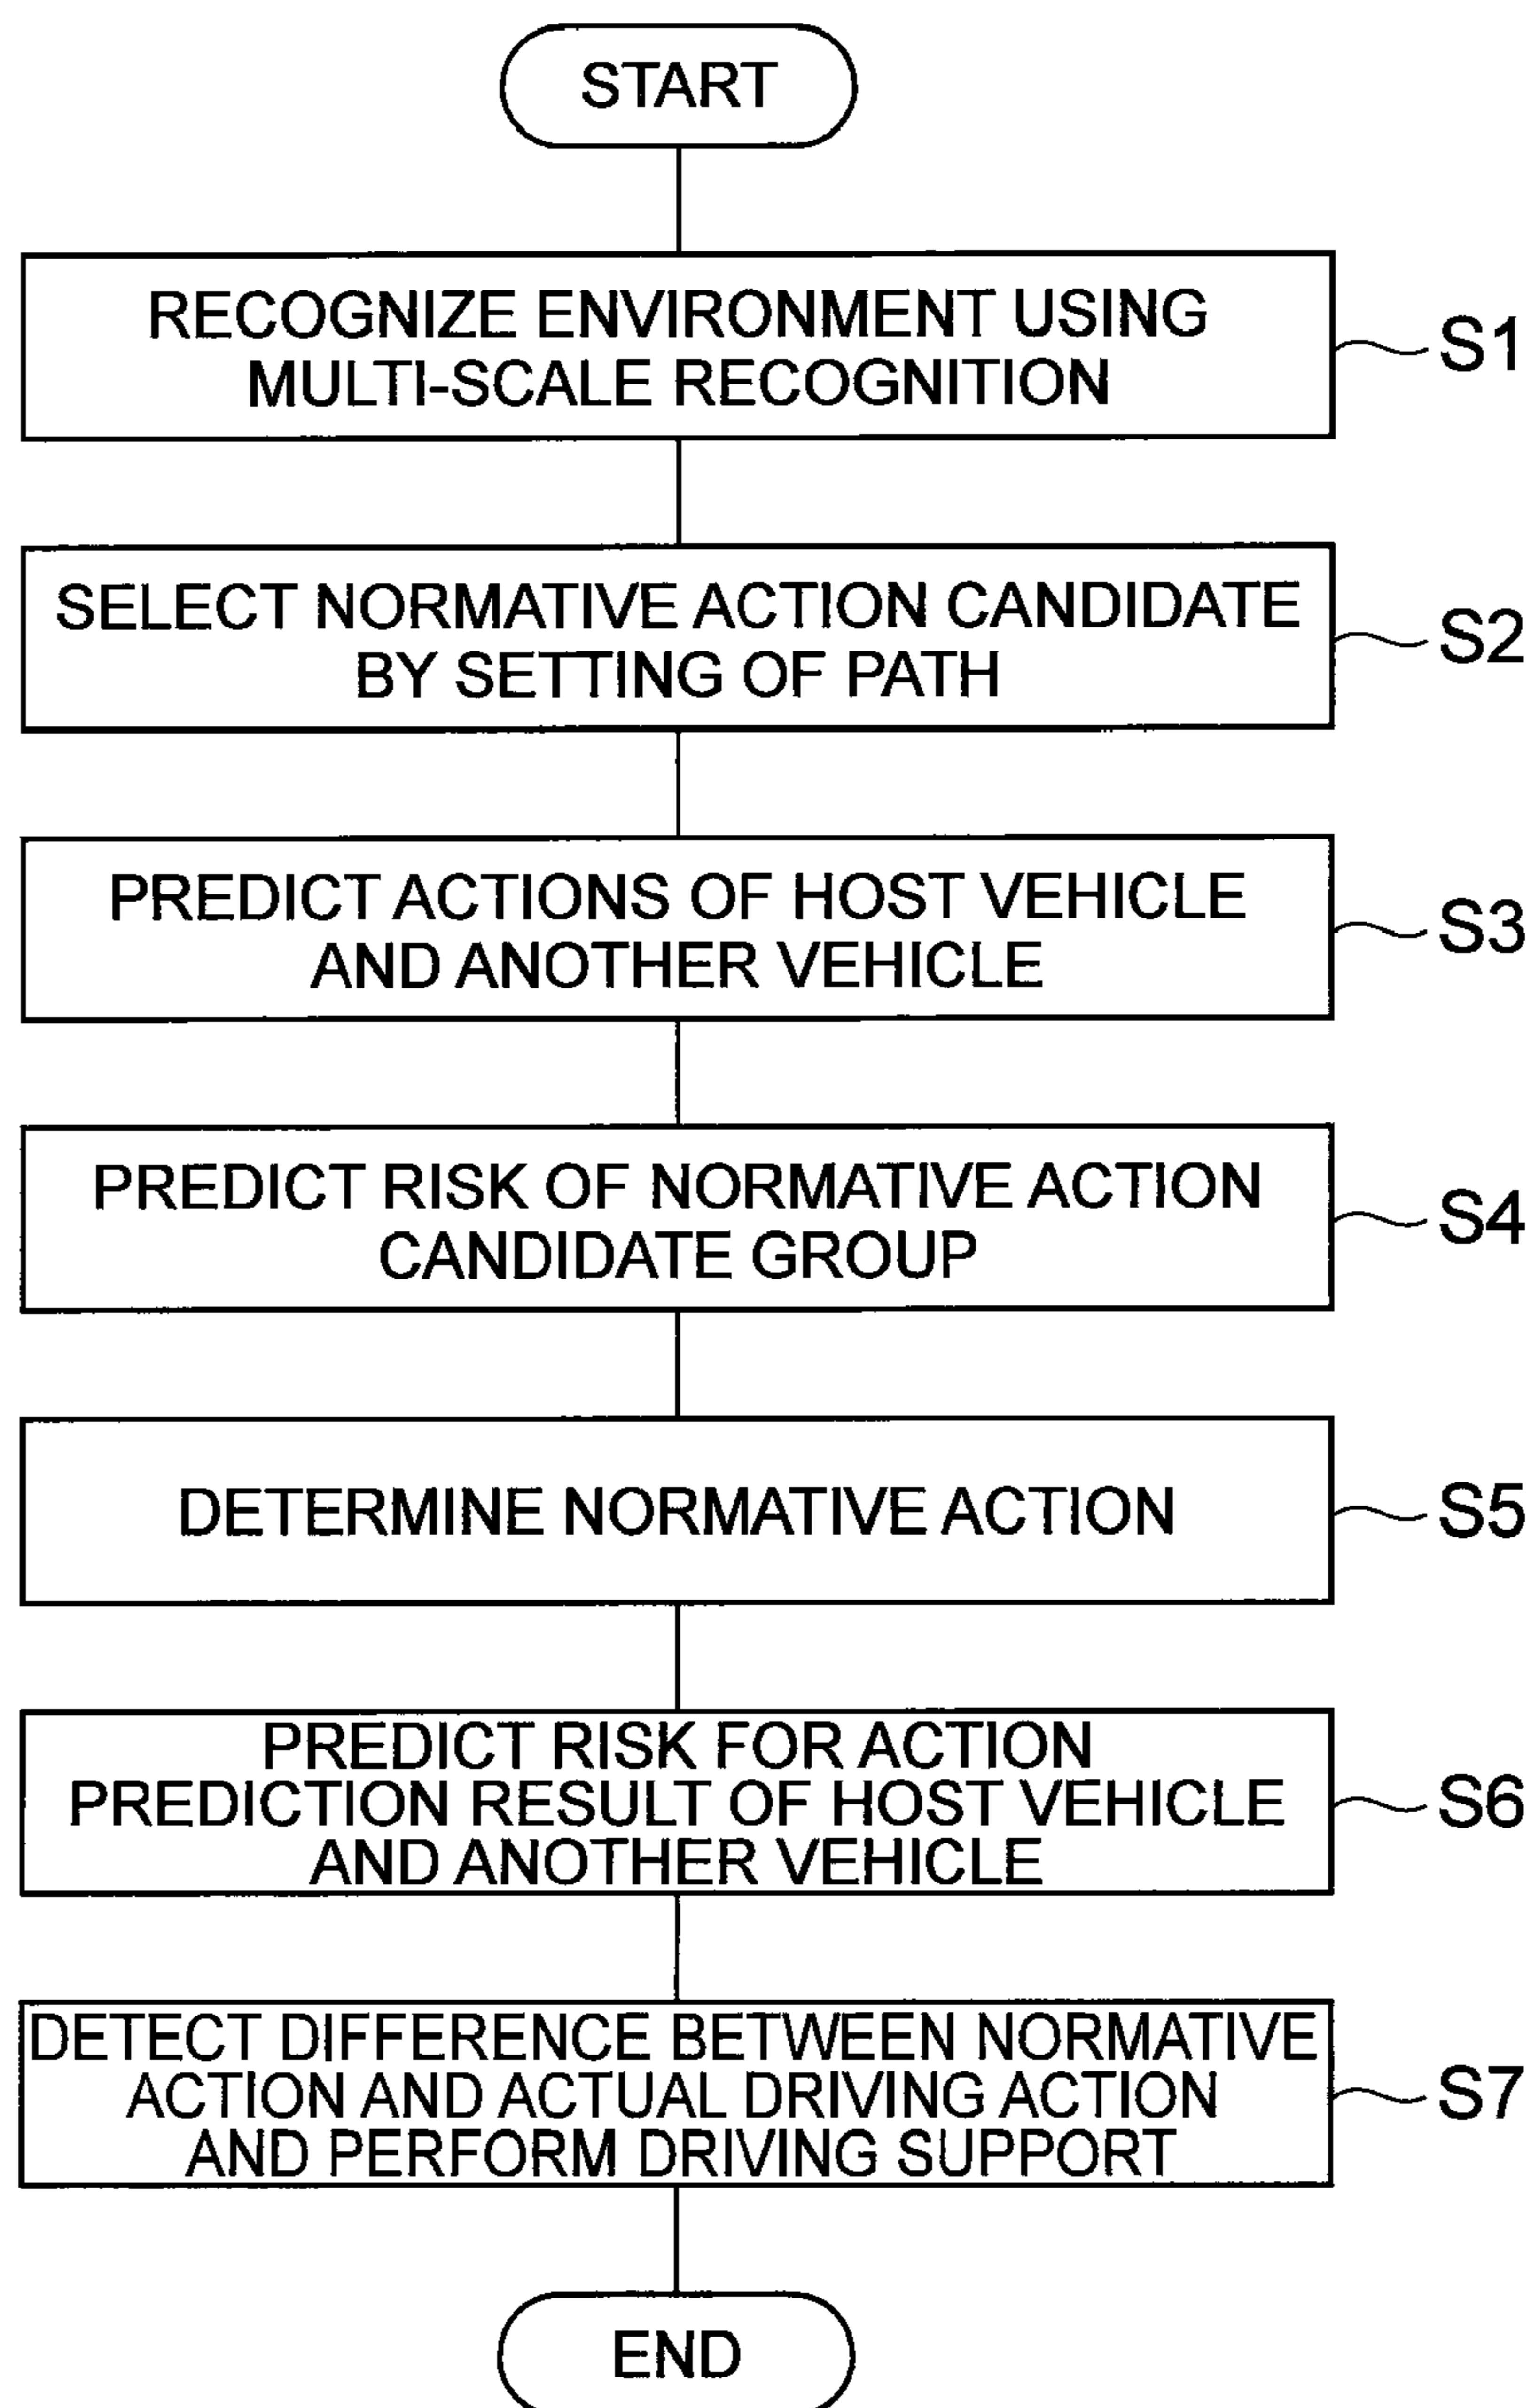 START
RECOGNIZE ENVIRONMENT USING
MULTI-SCALE RECOGNITION
S1
SELECT NORMATIVE ACTION CANDIDATE
BY SETTING OF PATH
S2
PREDICT ACTIONS OF HOST VEHICLE
AND ANOTHER VEHICLE
S3
PREDICT RISK OF NORMATIVE ACTION
CANDIDATE GROUP
S4
DETERMINE NORMATIVE ACTION
S5
PREDICT RISK FOR ACTION
PREDICTION RESULT OF HOST VEHICLE
AND ANOTHER VEHICLE
S6
DETECT DIFFERENCE BETWEEN NORMATIVE
ACTION AND ACTUAL DRIVING ACTION
AND PERFORM DRIVING SUPPORT
S7
END